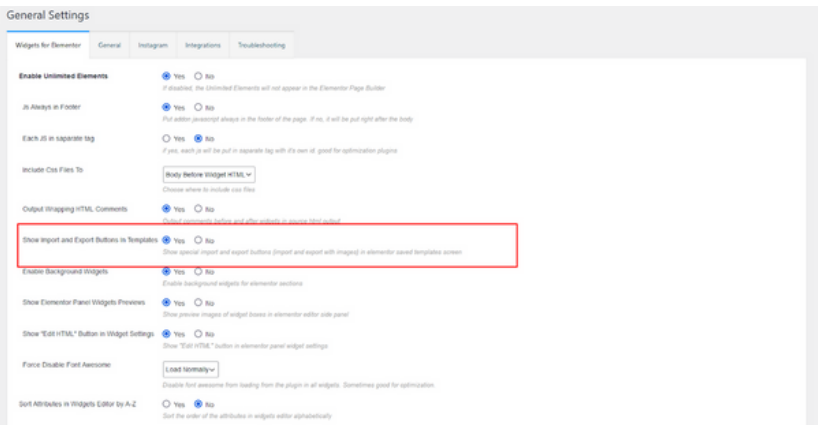 General Settings
Widgets for Elementor General Instagram Integrations Troubleshooting
Enable Unlimited Elements Yes No
If disabled, the Unlimited Elements will not appear in the Elementor Page Builder
Js Always in Footer Yes No
Put addon javascript always in the footer of the page. If no, it will be put right after the body
Each JS in saparate tag Yes No
If yes, each js will be put in separate tag with it's own id. good for optimization plugins
Include Css Files To Body Before Widget HTML
Choose where to include css files
Output Wrapping HTML Comments Yes No
Output comments before and after widgets in source html output
Show Import and Export Buttons in Templates Yes No
Show special import and export buttons (import and export with images) in elementor saved templates screen
Enable Background Widgets Yes No
Enable background widgets for elementor sections
Show Elementor Panel Widgets Previews Yes No
Show preview images of widget boxes in elementor editor side panel
Show "Edit HTML" Button in Widget Settings Yes No
Show "Edit HTML" button in elementor panel widget settings
Force Disable Font Awesome Load Normally
Disable font awesome from loading from the plugin in all widgets. Sometimes good for optimization.
Sort Attributes in Widgets Editor by A-Z Yes No
Sort the order of the attributes in widgets editor alphabetically